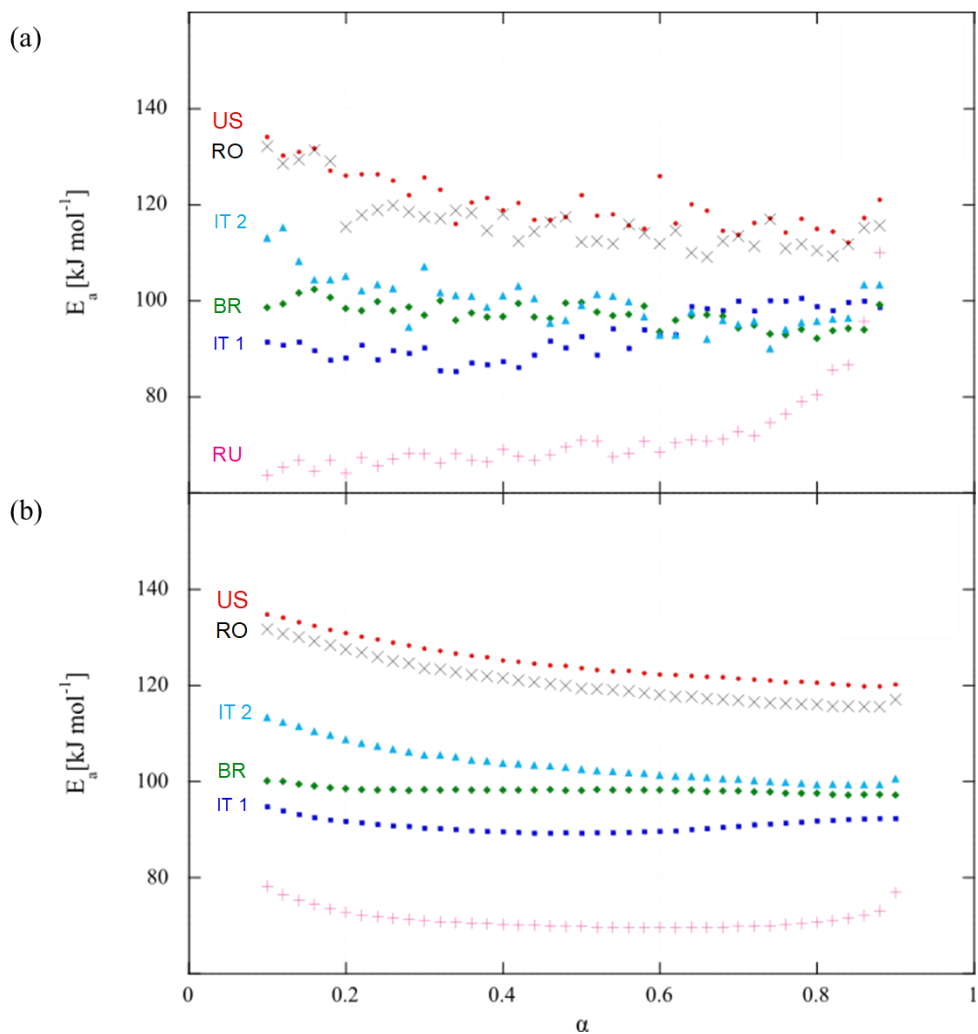 (a)
140
120
100
80
E_a [kJ mol⁻¹]
US
RO
IT 2
BR
IT 1
RU
(b)
140
120
100
80
E_a [kJ mol⁻¹]
US
RO
IT 2
BR
IT 1
0 0.2 0.4 0.6 0.8 1
α